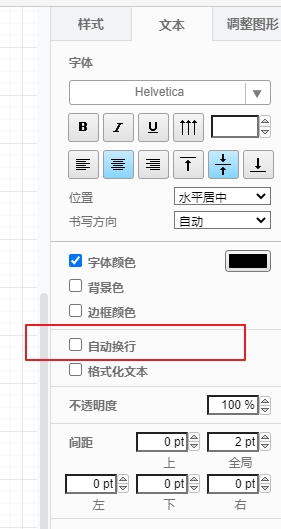 样式 文本 调整图形
字体
Helvetica
B I U
位置 水平居中
书写方向 自动
字体颜色
背景色
边框颜色
自动换行
格式化文本
不透明度 100 %
间距 0 pt 2 pt
上 全局
0 pt 0 pt 0 pt
左 下 右